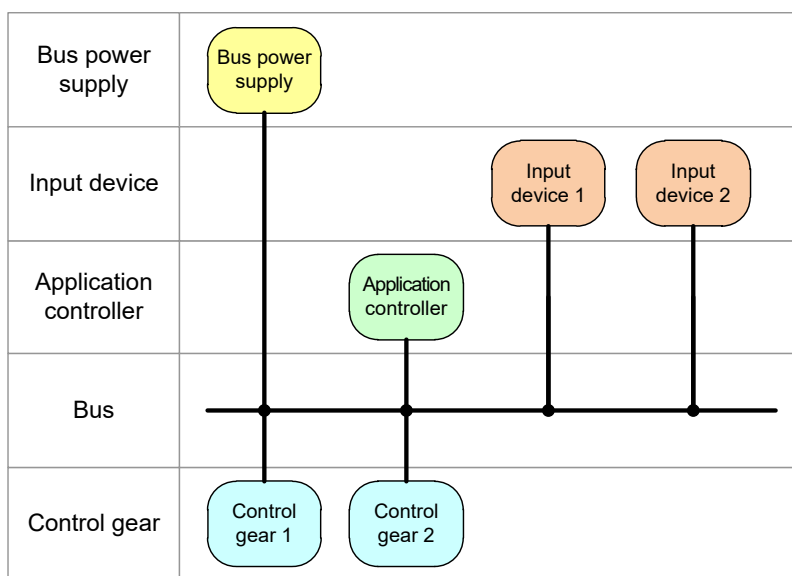 Bus power
supply
Bus power
supply
Input device
Input
device 1
Input
device 2
Application
controller
Application
controller
Bus
Control gear
Control
gear 1
Control
gear 2